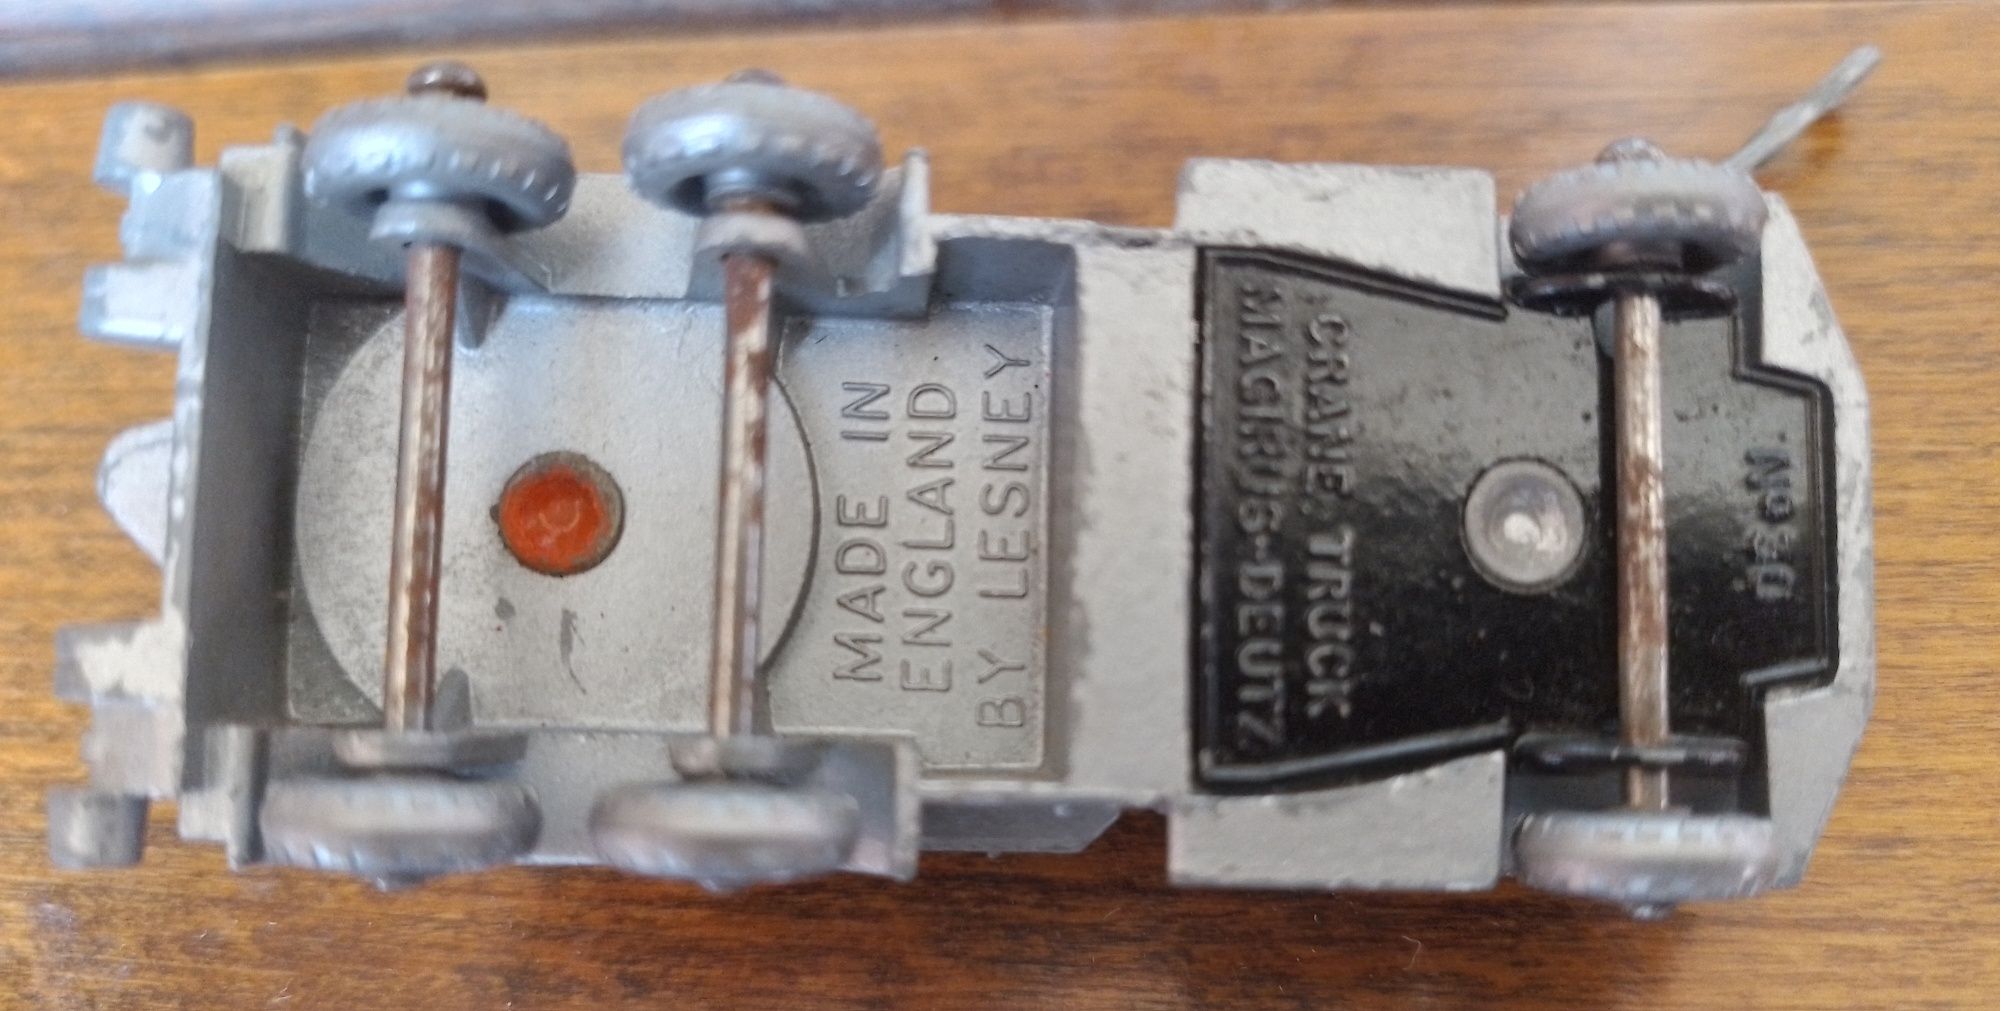 MADE IN
ENGLAND
BY LESNEY
Nº 30
CRANE TRUCK
MAGIRUS-DEUTZ